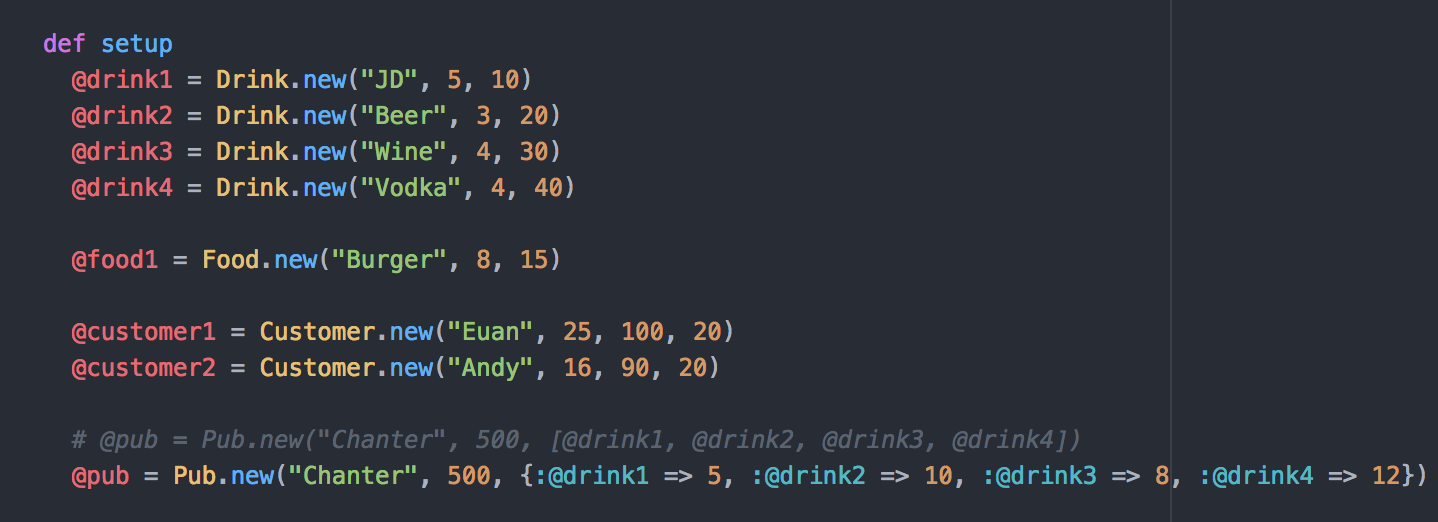 def setup
  @drink1 = Drink.new("JD", 5, 10)
  @drink2 = Drink.new("Beer", 3, 20)
  @drink3 = Drink.new("Wine", 4, 30)
  @drink4 = Drink.new("Vodka", 4, 40)

  @food1 = Food.new("Burger", 8, 15)

  @customer1 = Customer.new("Euan", 25, 100, 20)
  @customer2 = Customer.new("Andy", 16, 90, 20)

  # @pub = Pub.new("Chanter", 500, [@drink1, @drink2, @drink3, @drink4])
  @pub = Pub.new("Chanter", 500, {:@drink1 => 5, :@drink2 => 10, :@drink3 => 8, :@drink4 => 12})